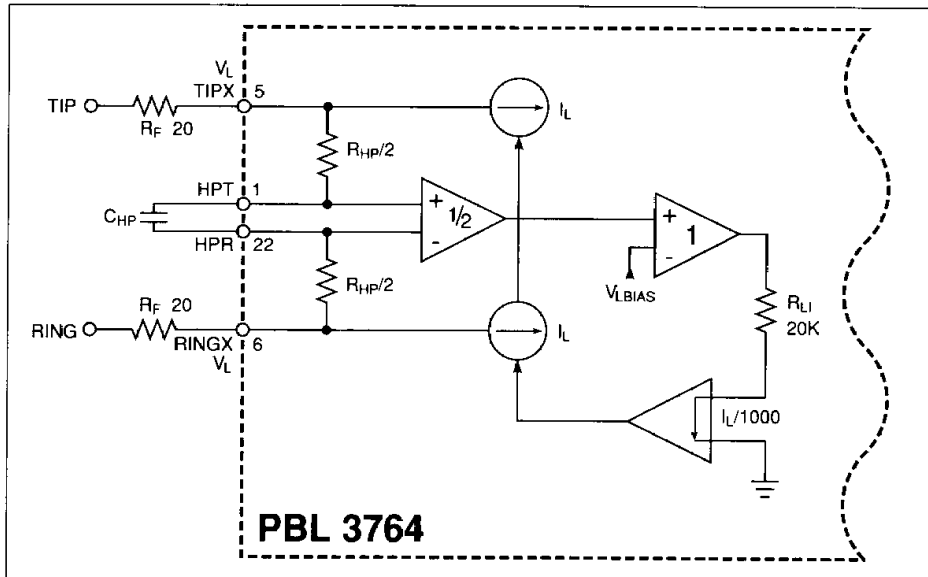 V_L
TIPX 5
TIP
R_F 20
I_L
R_HP/2
HPT 1
C_HP
+
-
1/2
+
-
1
HPR 22
V_LBIAS
R_HP/2
R_LI
20K
R_F 20
RING
RINGX 6
V_L
I_L
I_L/1000
PBL 3764